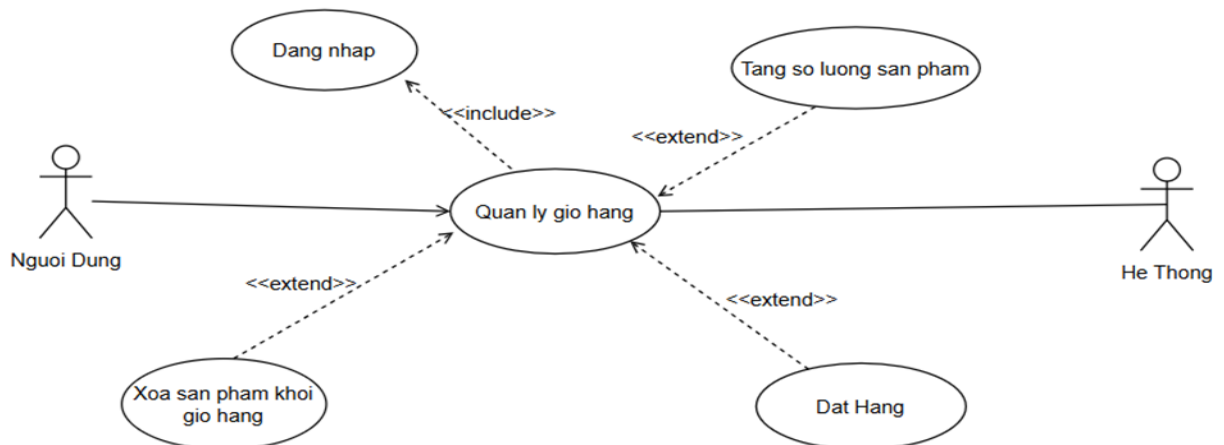 Dang nhap
Tang so luong san pham
<<include>>
<<extend>>
Quan ly gio hang
Nguoi Dung
He Thong
<<extend>>
<<extend>>
Xoa san pham khoi
gio hang
Dat Hang